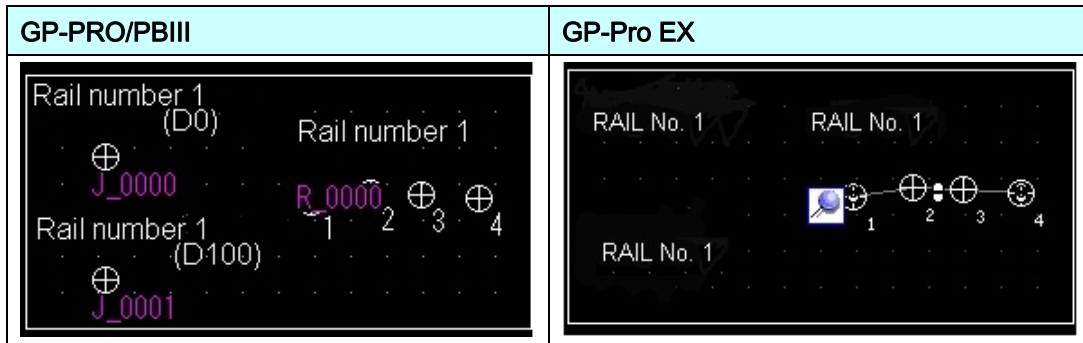 GP-PRO/PBIII
GP-Pro EX
Rail number 1
(D0)
J_0000
Rail number 1
R_0000
1 2 3 4
Rail number 1
(D100)
J_0001
RAIL No. 1
RAIL No. 1
1 2 3 4
RAIL No. 1